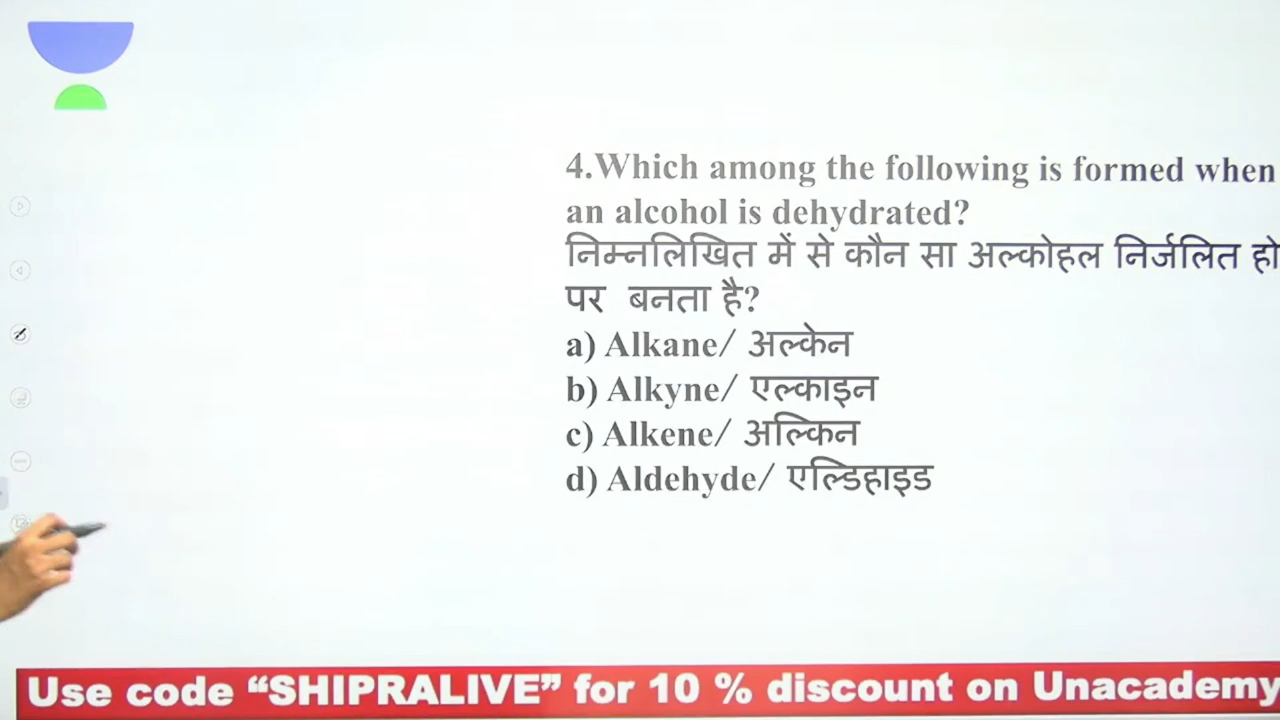 4.Which among the following is formed when
an alcohol is dehydrated?
निम्नलिखित में से कौन सा अल्कोहल निर्जलित हो
पर बनता है?
a) Alkane/ अल्केन
b) Alkyne/ एल्काइन
c) Alkene/ अल्किन
d) Aldehyde/ एल्डिहाइड
Use code “SHIPRALIVE” for 10 % discount on Unacademy